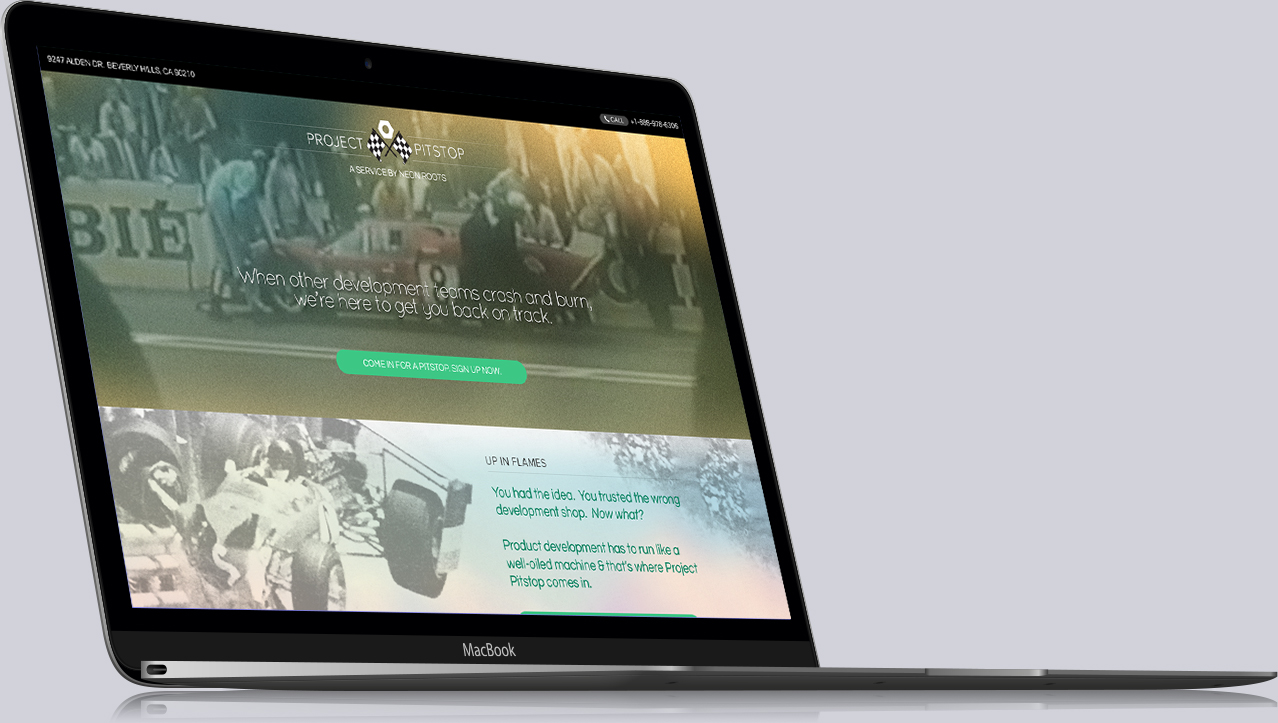 9247 ALDEN DR. BEVERLY HILLS, CA 90210
CALL +1-888-978-6306
PROJECT PITSTOP
A SERVICE BY NEON ROOTS
BIÉ
When other development teams crash and burn,
we're here to get you back on track.
COME IN FOR A PITSTOP. SIGN UP NOW.
UP IN FLAMES
You had the idea. You trusted the wrong
development shop. Now what?
Product development has to run like a
well-oiled machine & that's where Project
Pitstop comes in.
MacBook